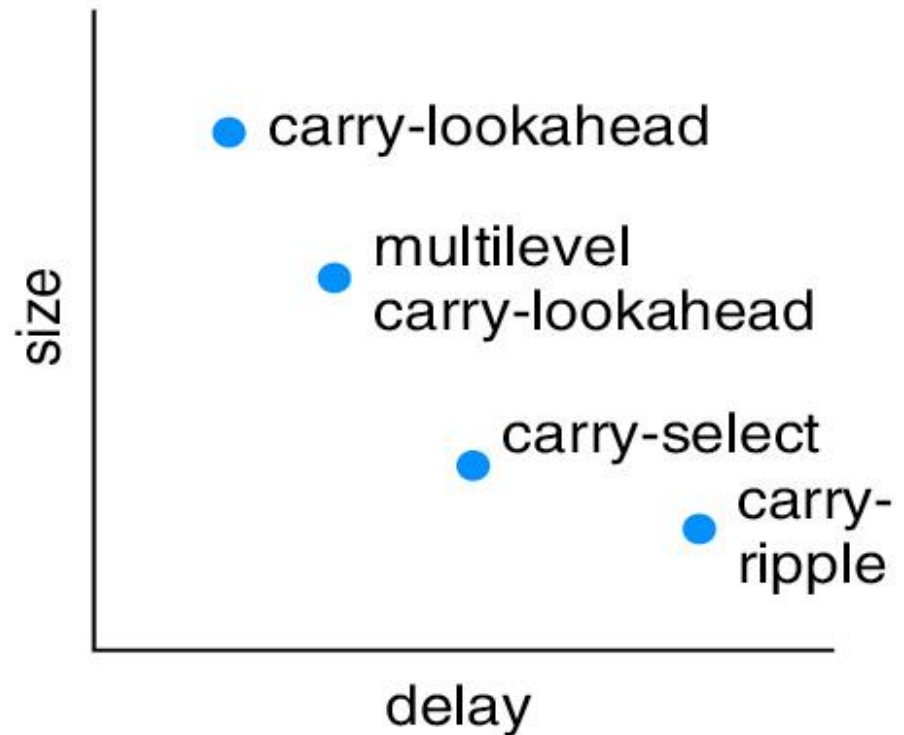 carry-lookahead
multilevel
carry-lookahead
size
carry-select
carry-
ripple
delay